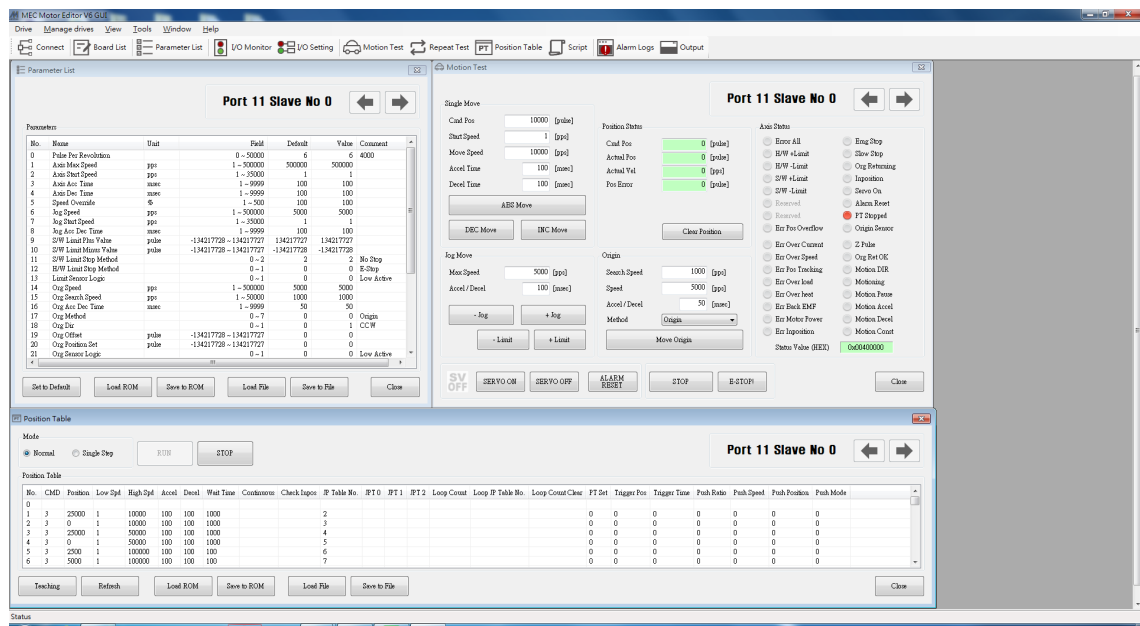 MEC Motor Editor V6 GUI
Drive Manage drives View Tools Window Help
Connect Board List Parameter List I/O Monitor I/O Setting Motion Test Repeat Test PT Position Table Script Alarm Logs Output
Parameter List
Port 11 Slave No 0
Parameters
No. Name Unit Field Default Value Comment
0 Pulse Per Revolution 0 ~ 50000 6 6 4000
1 Axis Max Speed pps 1 ~ 500000 500000 500000
2 Axis Start Speed pps 1 ~ 35000 1 1
3 Axis Acc Time msec 1 ~ 9999 100 100
4 Axis Dec Time msec 1 ~ 9999 100 100
5 Speed Override % 1 ~ 500 100 100
6 Jog Speed pps 1 ~ 500000 5000 5000
7 Jog Start Speed pps 1 ~ 35000 1 1
8 Jog Acc Dec Time msec 1 ~ 9999 100 100
9 S/W Limit Plus Value pulse -134217728 ~ 134217727 134217727 134217727
10 S/W Limit Minus Value pulse -134217728 ~ 134217727 -134217728 -134217728
11 S/W Limit Stop Method 0 ~ 2 2 2 No Stop
12 H/W Limit Stop Method 0 ~ 1 0 0 E-Stop
13 Limit Sensor Logic 0 ~ 1 0 0 Low Active
14 Org Speed pps 1 ~ 500000 5000 5000
15 Org Search Speed pps 1 ~ 50000 1000 1000
16 Org Acc Dec Time msec 1 ~ 9999 50 50
17 Org Method 0 ~ 7 0 0 Origin
18 Org Dir 0 ~ 1 0 1 CCW
19 Org Offset pulse -134217728 ~ 134217727 0 0
20 Org Position Set pulse -134217728 ~ 134217727 0 0
21 Org Sensor Logic 0 ~ 1 0 0 Low Active
Set to Default Load ROM Save to ROM Load File Save to File Close
Motion Test
Port 11 Slave No 0
Single Move
Cmd Pos 10000 [pulse]
Start Speed 1 [pps]
Move Speed 10000 [pps]
Accel Time 100 [msec]
Decel Time 100 [msec]
ABS Move
DEC Move INC Move
Position Status
Cmd Pos 0 [pulse]
Actual Pos 0 [pulse]
Actual Vel 0 [pps]
Pos Error 0 [pulse]
Clear Position
Jog Move
Max Speed 5000 [pps]
Accel / Decel 100 [msec]
- Jog + Jog
- Limit + Limit
Origin
Search Speed 1000 [pps]
Speed 5000 [pps]
Accel / Decel 50 [msec]
Method Origin
Move Origin
Axis Status
Error All Emg Stop
H/W +Limit Slow Stop
H/W -Limit Org Returning
S/W +Limit Inposition
S/W -Limit Servo On
Reserved Alarm Reset
Reserved PT Stopped
Err Pos Overflow Origin Sensor
Err Over Current Z Pulse
Err Over Speed Org Ret OK
Err Pos Tracking Motion DIR
Err Over load Motioning
Err Over heat Motion Pause
Err Back EMF Motion Accel
Err Motor Power Motion Decel
Err Inposition Motion Const
Status Value (HEX) 0x00400000
SV OFF SERVO ON SERVO OFF ALARM RESET STOP E-STOP! Close
Position Table
Mode
Normal Single Step RUN STOP
Port 11 Slave No 0
Position Table
No. CMD Position Low Spd High Spd Accel Decel Wait Time Continuous Check Inpos JP Table No. JPT 0 JPT 1 JPT 2 Loop Count Loop JP Table No. Loop Count Clear PT Set Trigger Pos Trigger Time Push Ratio Push Speed Push Position Push Mode
0
1 3 25000 1 10000 100 100 1000 2 0 0 0 0 0 0 0
2 3 0 1 10000 100 100 1000 3 0 0 0 0 0 0 0
3 3 25000 1 50000 100 100 1000 4 0 0 0 0 0 0 0
4 3 0 1 50000 100 100 1000 5 0 0 0 0 0 0 0
5 3 2500 1 100000 100 100 100 6 0 0 0 0 0 0 0
6 3 5000 1 100000 100 100 100 7 0 0 0 0 0 0 0
Teaching Refresh Load ROM Save to ROM Load File Save to File Close
Status